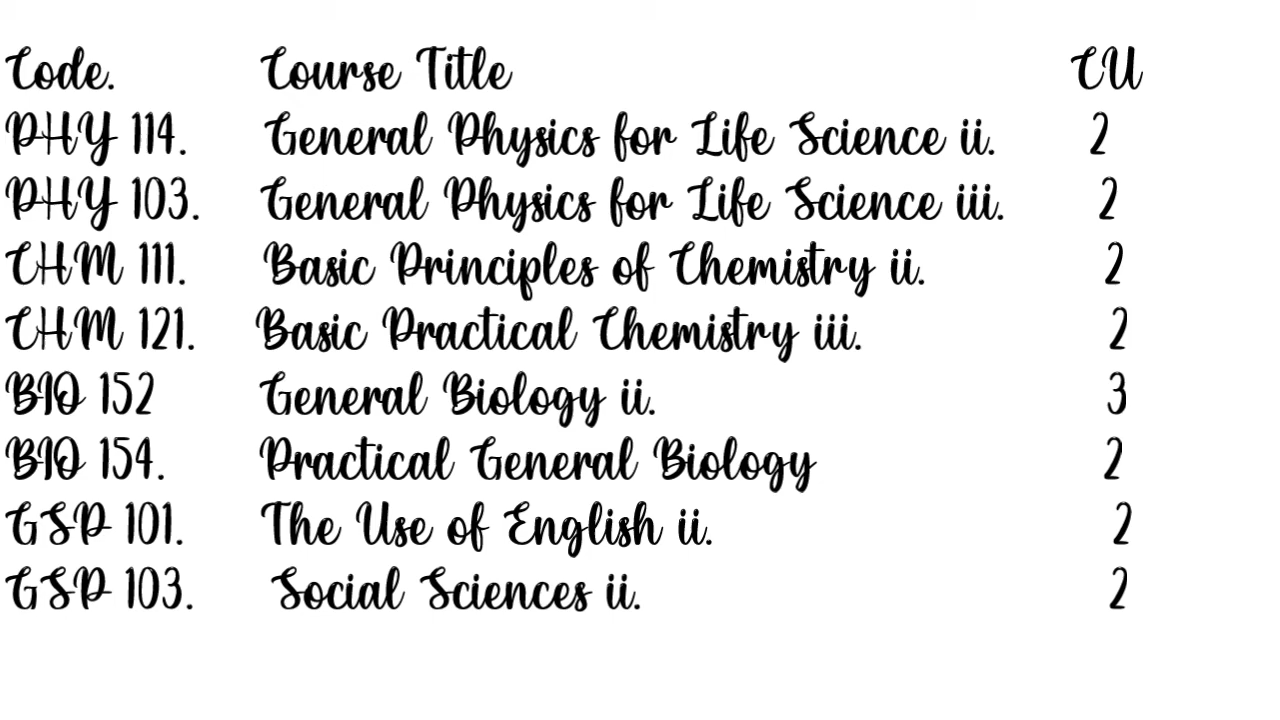 Code. Course Title CU
PHY 114. General Physics for Life Science ii. 2
PHY 103. General Physics for Life Science iii. 2
CHM 111. Basic Principles of Chemistry ii. 2
CHM 121. Basic Practical Chemistry iii. 2
BIO 152 General Biology ii. 3
BIO 154. Practical General Biology 2
GSP 101. The Use of English ii. 2
GSP 103. Social Sciences ii. 2